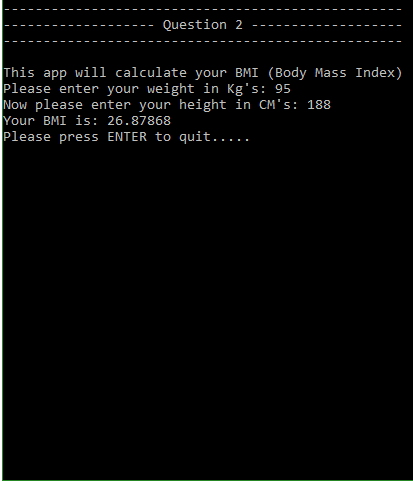 --------------------------------------------------
------------------- Question 2 -------------------
--------------------------------------------------
This app will calculate your BMI (Body Mass Index)
Please enter your weight in Kg's: 95
Now please enter your height in CM's: 188
Your BMI is: 26.87868
Please press ENTER to quit.....